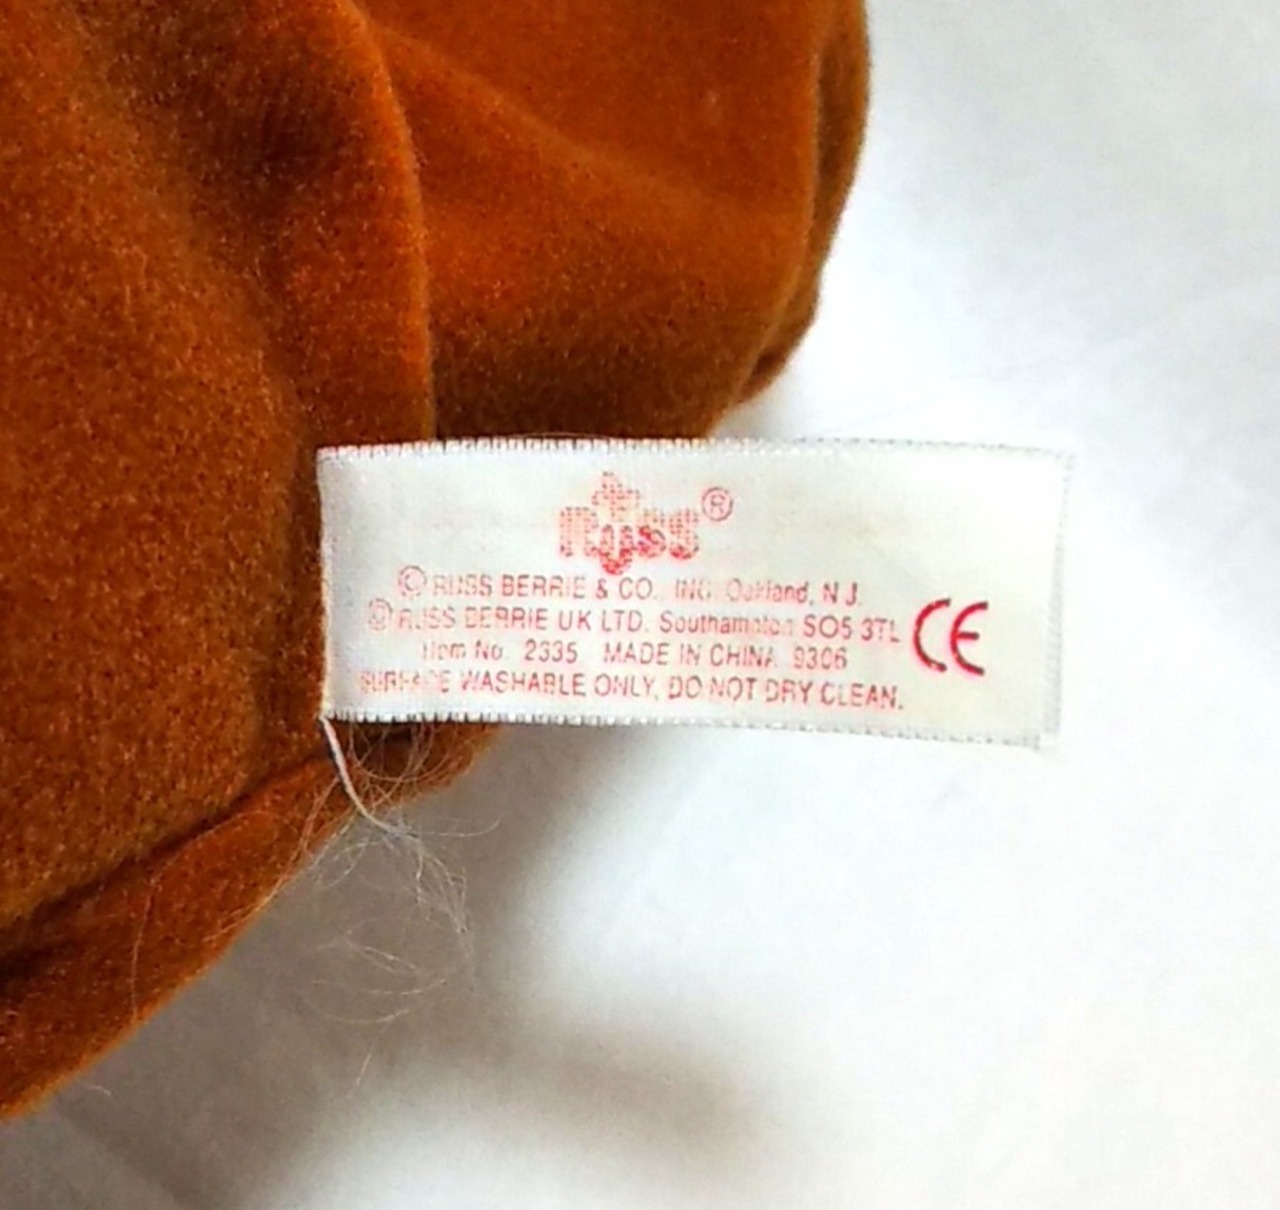 Russ®
© RUSS BERRIE & CO. INC. Oakland, N J.
© RUSS BERRIE UK LTD. Southampton SO5 3TL
CE
Item No. 2335 MADE IN CHINA 9306
SURFACE WASHABLE ONLY, DO NOT DRY CLEAN.